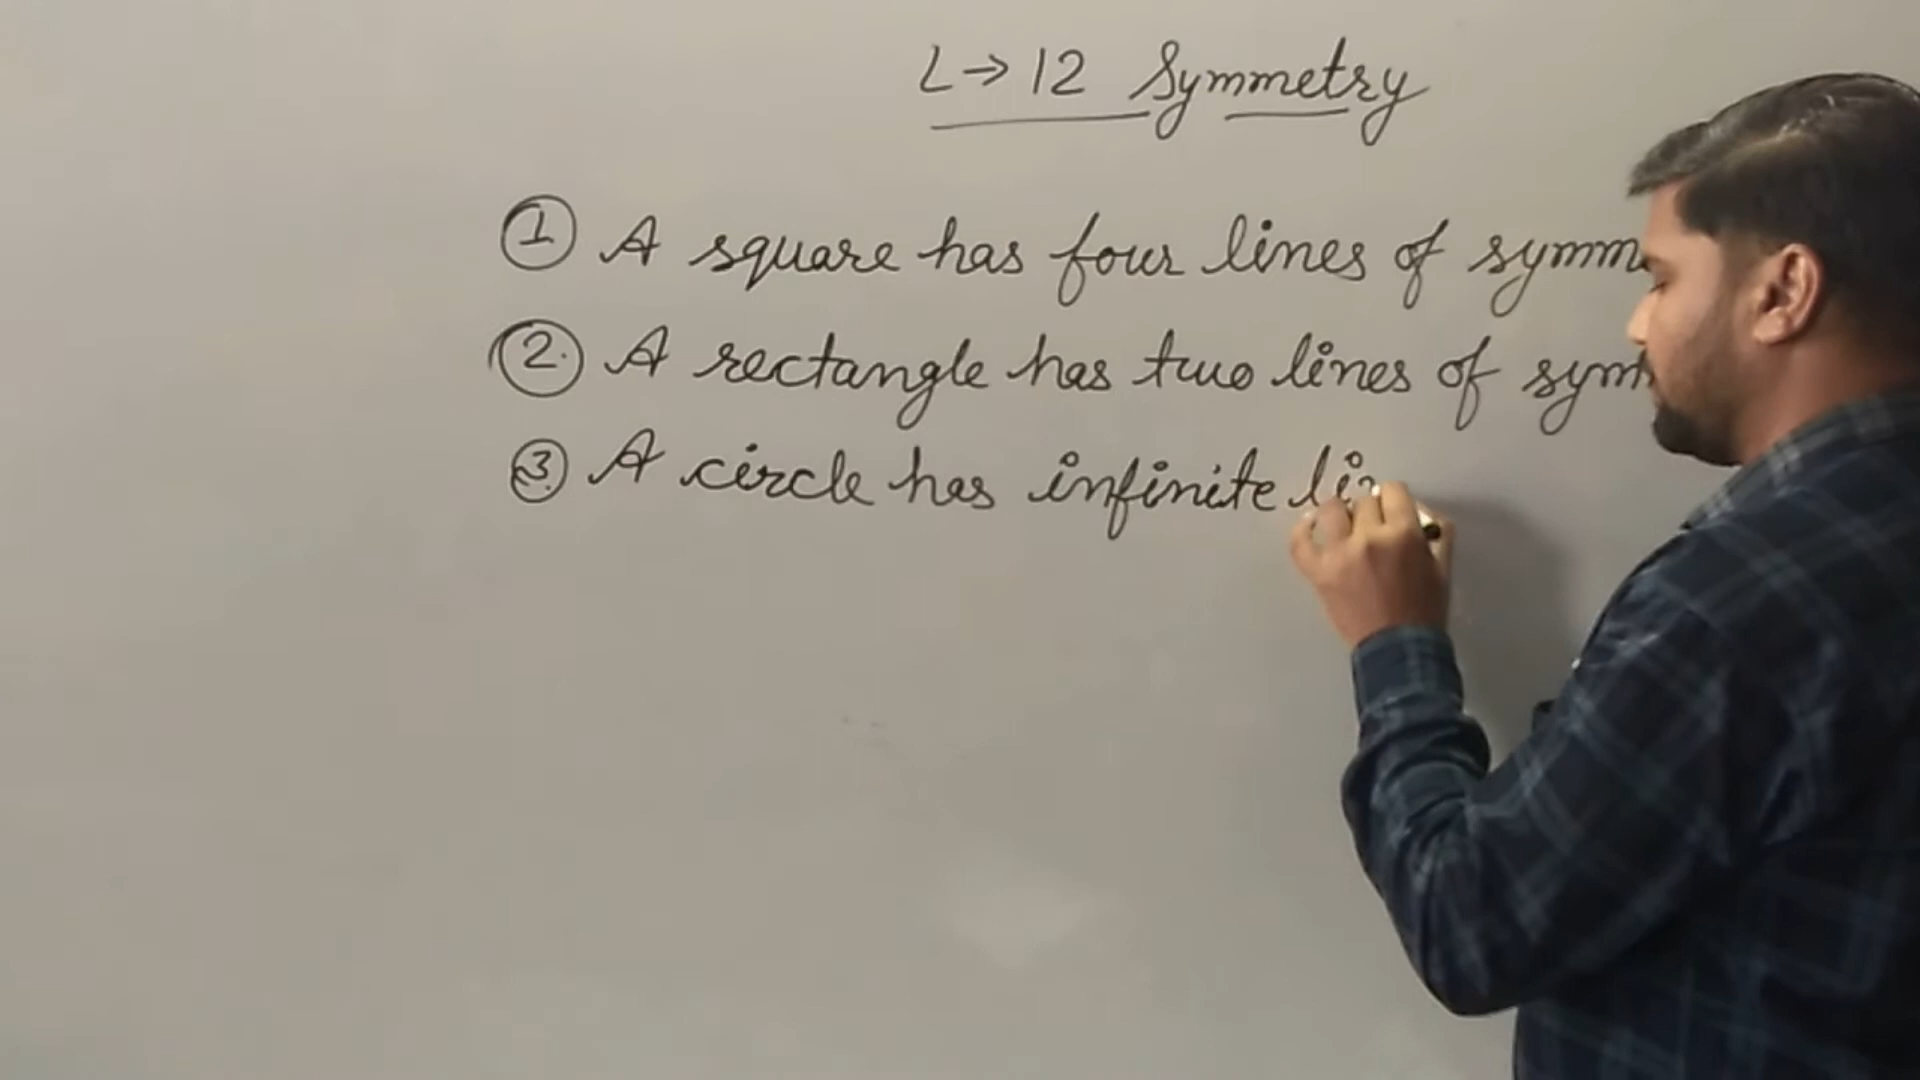 L→12 Symmetry
① A square has four lines of symm
② A rectangle has two lines of sym
③ A circle has infinite li